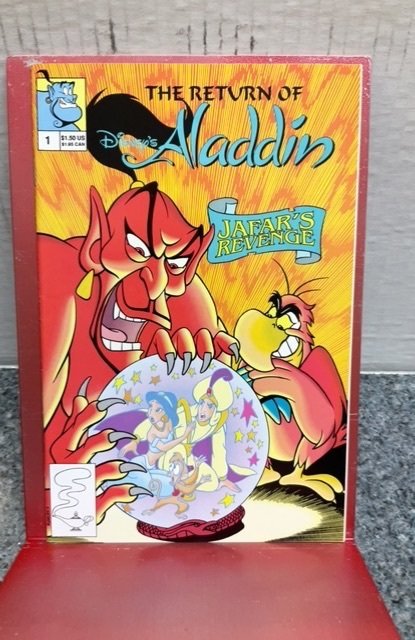 THE RETURN OF
DISNEY'S Aladdin
1
$1.50 US
$1.95 CAN
JAFAR'S
REVENGE